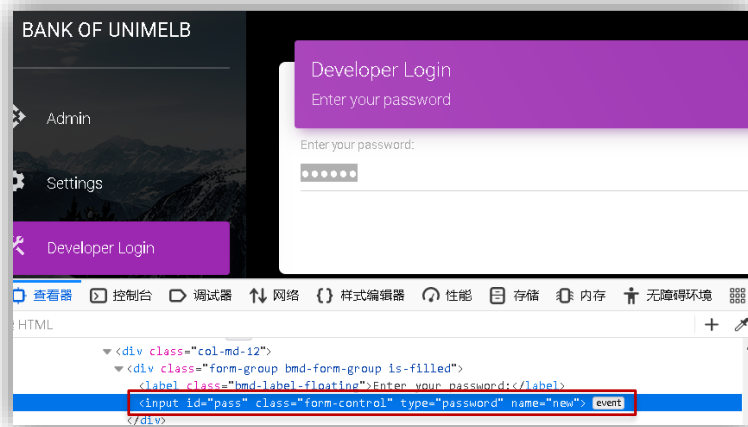 BANK OF UNIMELB
Developer Login
Enter your password
Admin
Enter your password:
Settings
Developer Login
查看器 控制台 调试器 网络 {} 样式编辑器 性能 存储 内存 无障碍环境
HTML
<div class="col-md-12">
<div class="form-group bmd-form-group is-filled">
<label class="bmd-label-floating">Enter your password:</label>
<input id="pass" class="form-control" type="password" name="new"> event
</div>